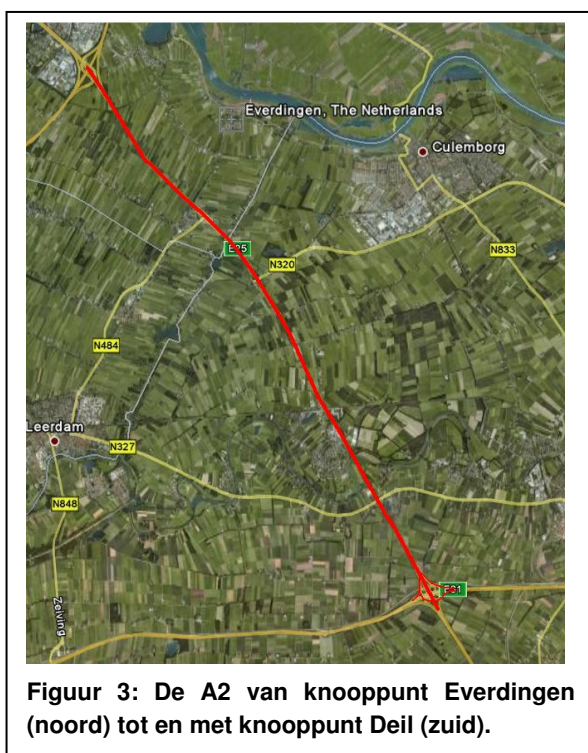 Everdingen, The Netherlands
Culemborg
E25
N320
N833
N484
Leerdam
N327
N848
Zeiving
Figuur 3: De A2 van knooppunt Everdingen
(noord) tot en met knooppunt Deil (zuid).